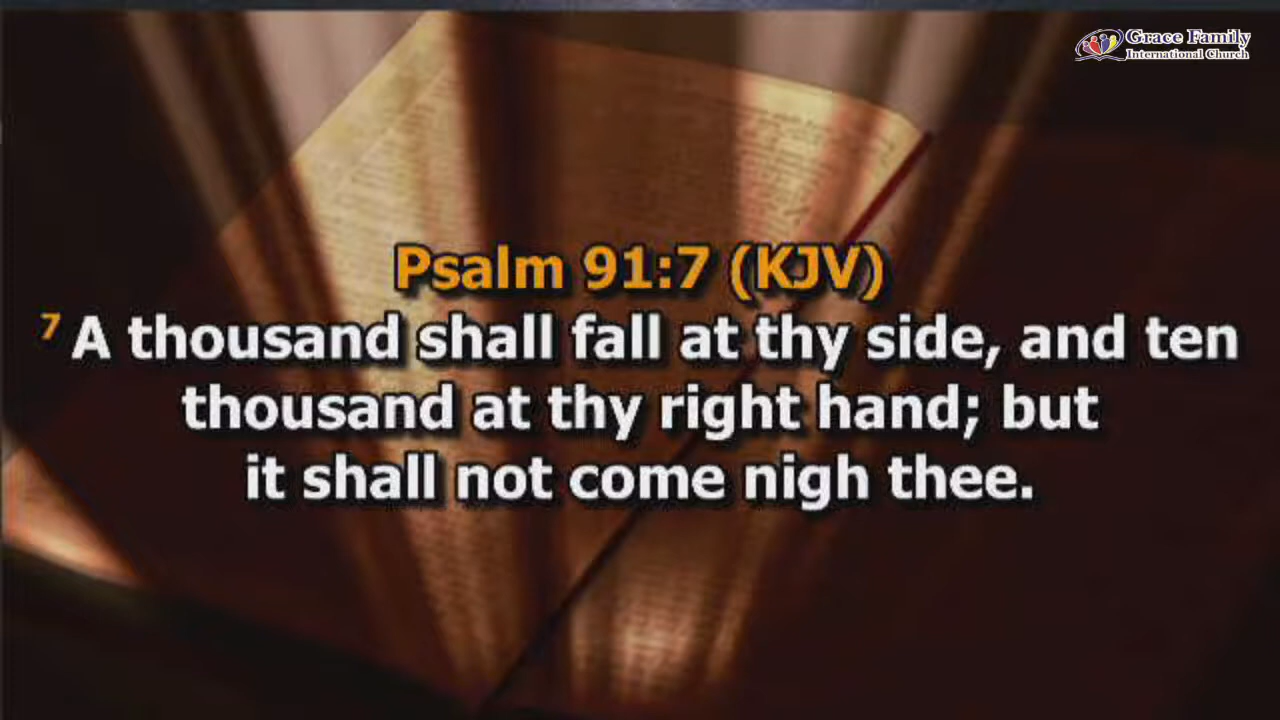 Grace Family
International Church
Psalm 91:7 (KJV)
7 A thousand shall fall at thy side, and ten
thousand at thy right hand; but
it shall not come nigh thee.